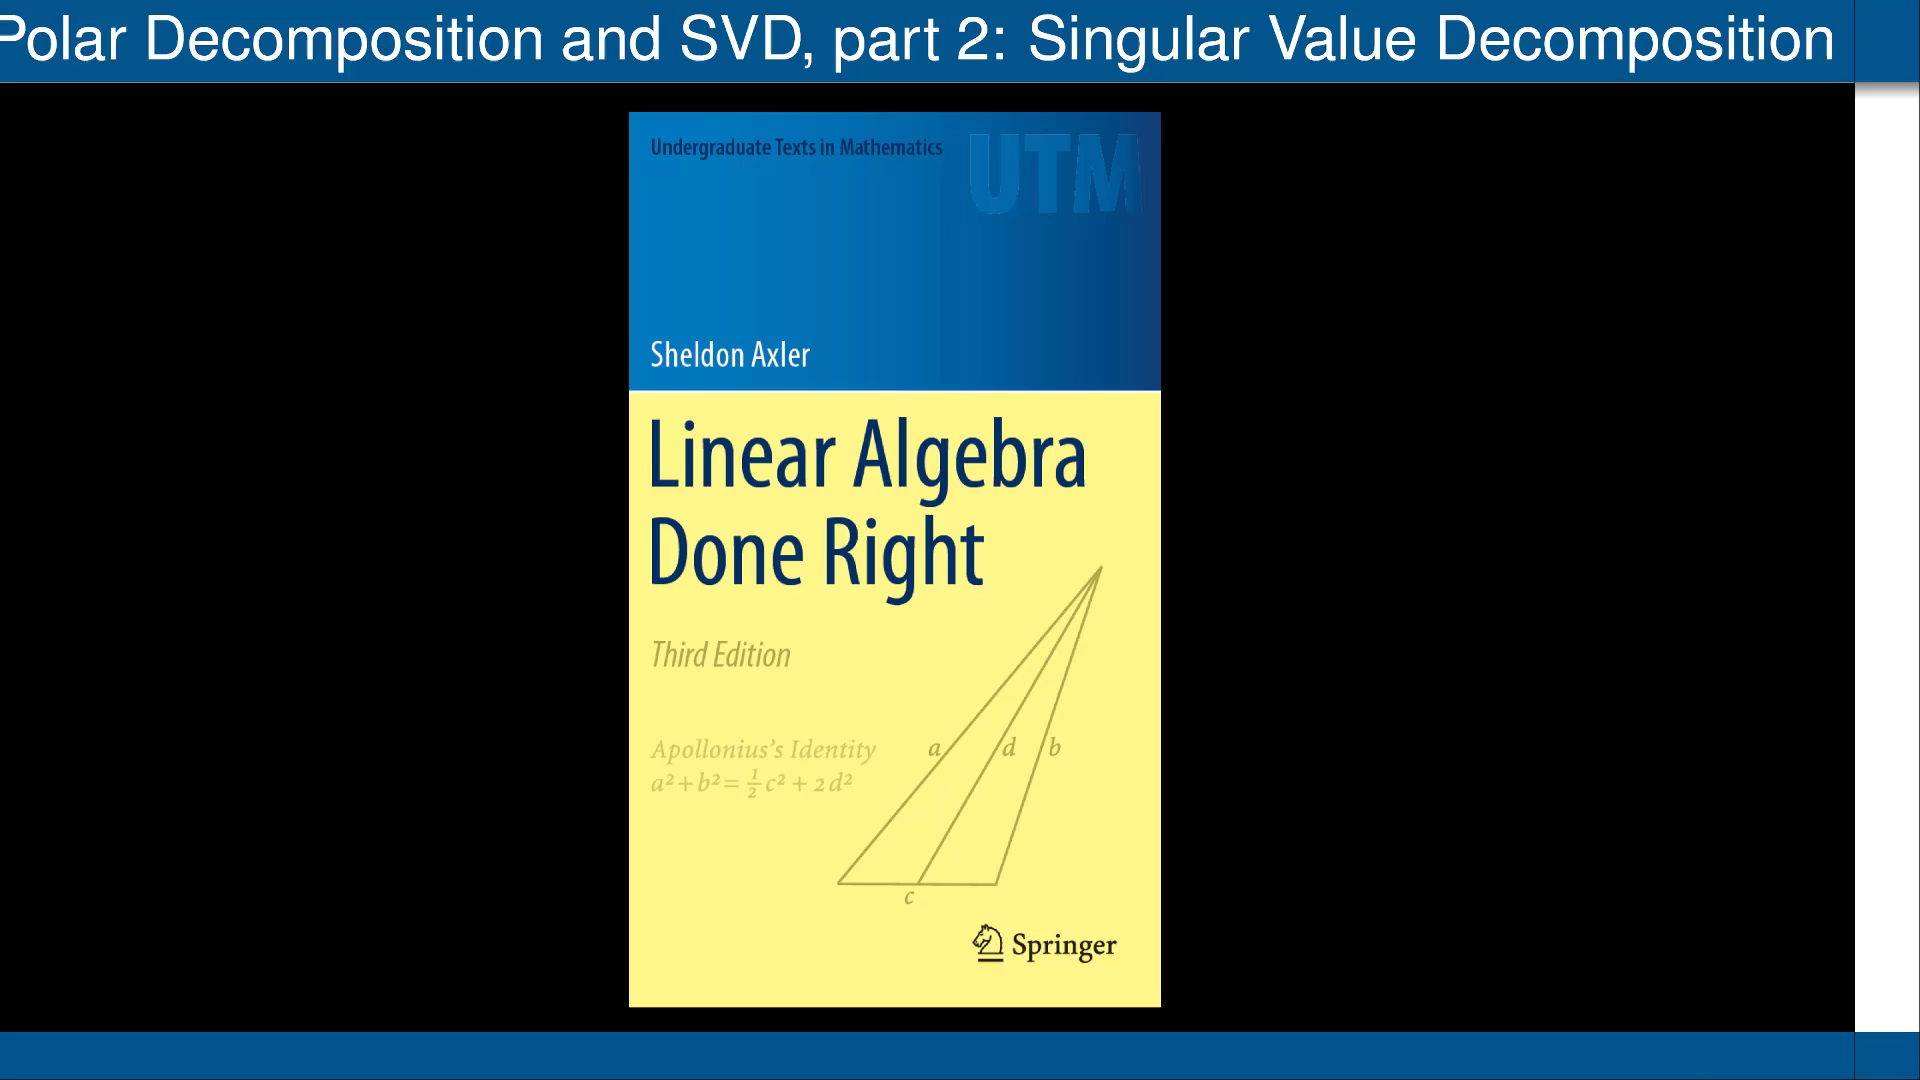 Polar Decomposition and SVD, part 2: Singular Value Decomposition
Undergraduate Texts in Mathematics
UTM
Sheldon Axler
Linear Algebra
Done Right
Third Edition
Apollonius's Identity
a²+b²=½c²+2d²
a
d
b
c
Springer